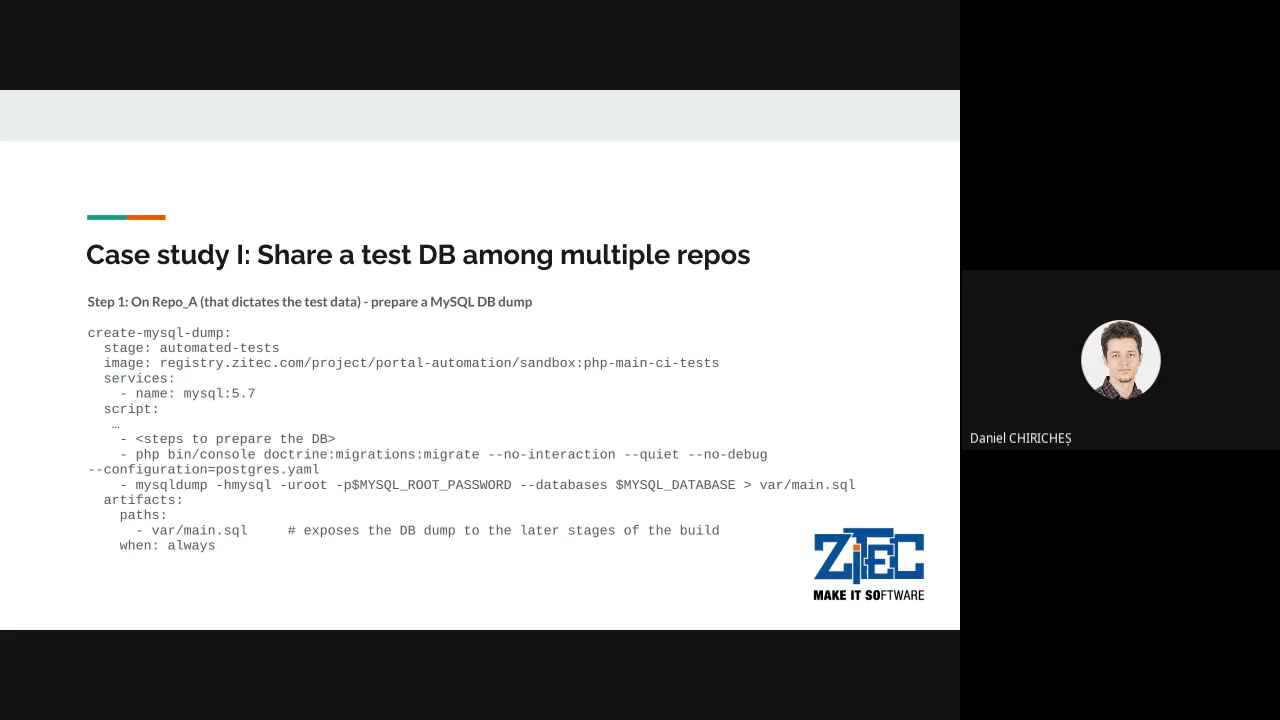 Case study I: Share a test DB among multiple repos
Step 1: On Repo_A (that dictates the test data) - prepare a MySQL DB dump
create-mysql-dump:
  stage: automated-tests
  image: registry.zitec.com/project/portal-automation/sandbox:php-main-ci-tests
  services:
    - name: mysql:5.7
  script:
   …
    - <steps to prepare the DB>
    - php bin/console doctrine:migrations:migrate --no-interaction --quiet --no-debug
--configuration=postgres.yaml
    - mysqldump -hmysql -uroot -p$MYSQL_ROOT_PASSWORD --databases $MYSQL_DATABASE > var/main.sql
  artifacts:
    paths:
      - var/main.sql     # exposes the DB dump to the later stages of the build
    when: always
ZiTEC
MAKE IT SOFTWARE
Daniel CHIRICHEȘ